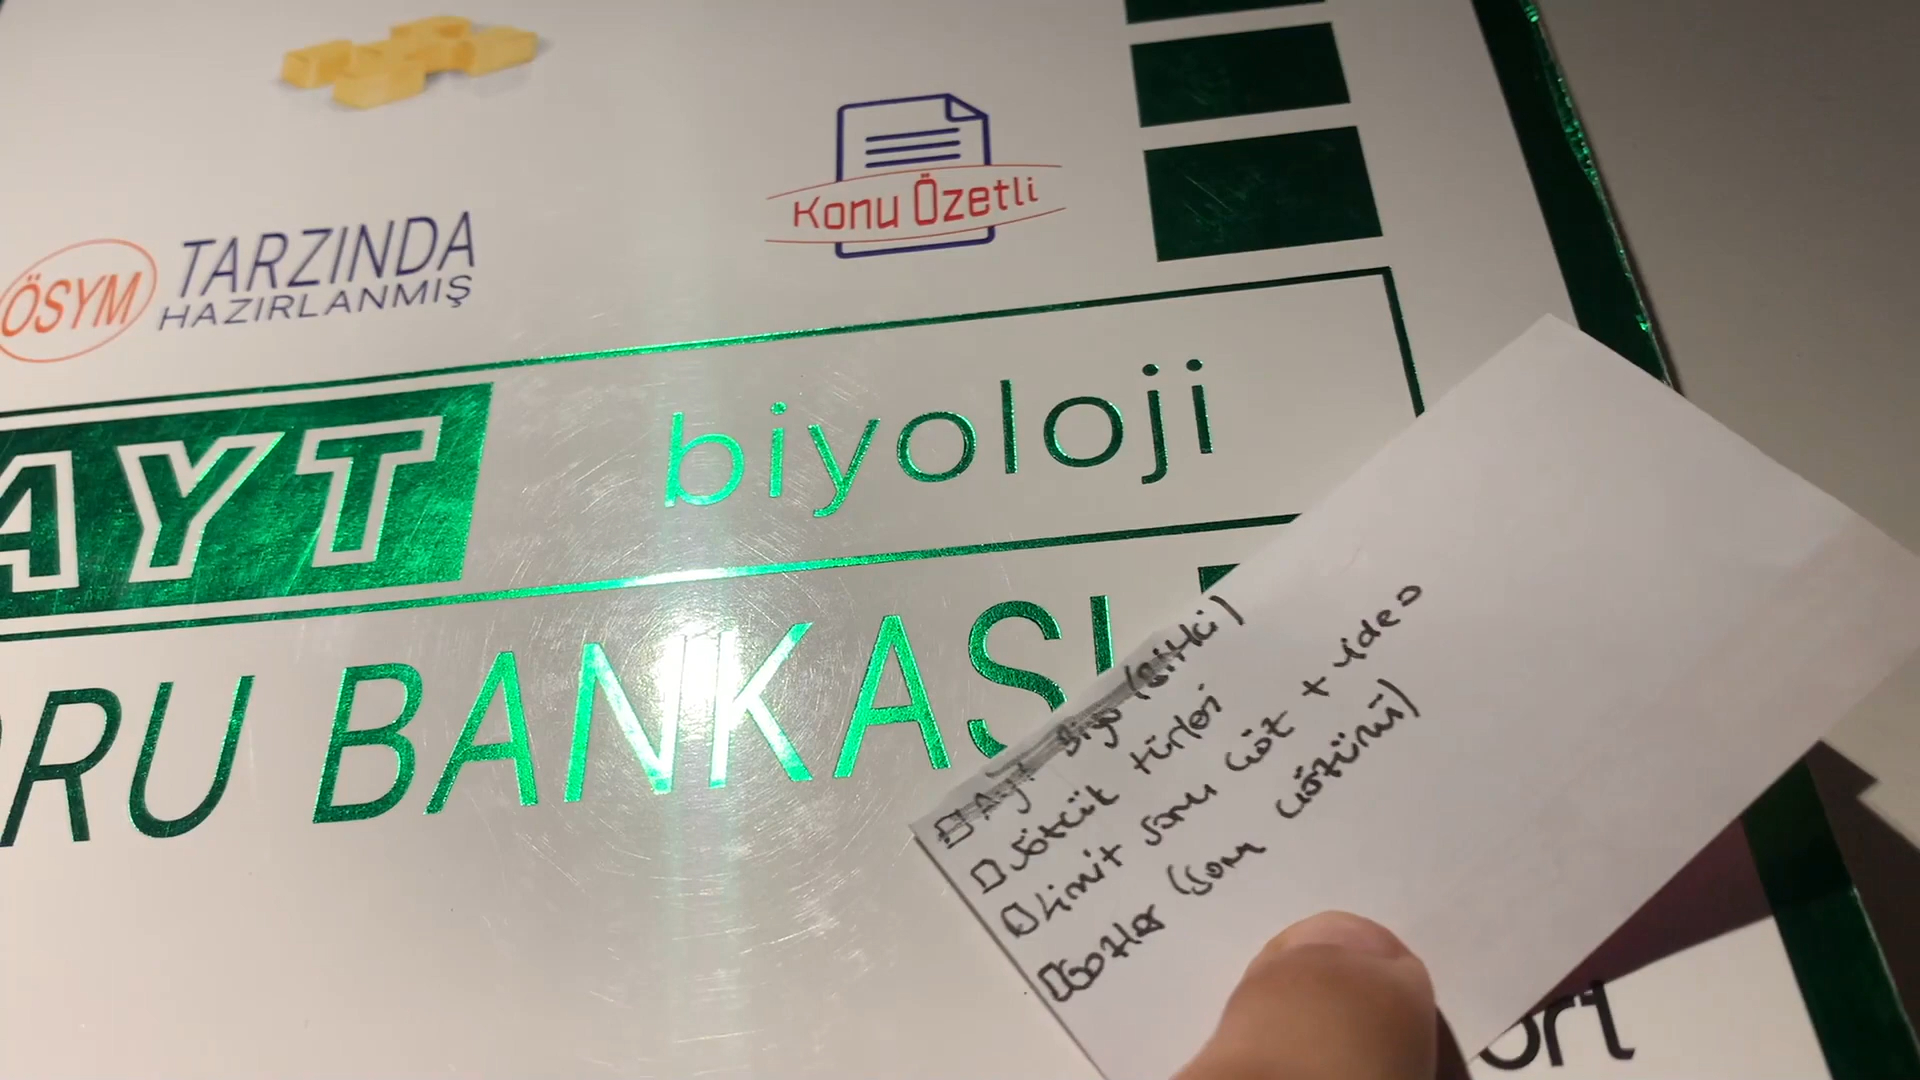 Konu Özetli
ÖSYM TARZINDA
HAZIRLANMIŞ
AYT biyoloji
ORU BANKASI
Ayt Biyo (Bitki)
Sözcük türleri
Limit soru çöz + video
Gazlar (soru çözümü)
ort